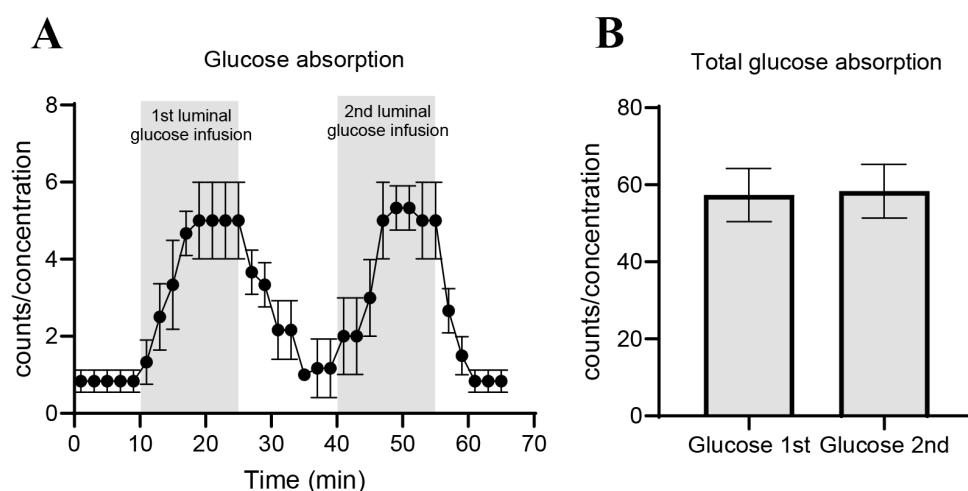 A
Glucose absorption
counts/concentration
8
6
4
2
0
1st luminal
glucose infusion
2nd luminal
glucose infusion
0 10 20 30 40 50 60 70
Time (min)
B
Total glucose absorption
counts/concentration
80
60
40
20
0
Glucose 1st Glucose 2nd